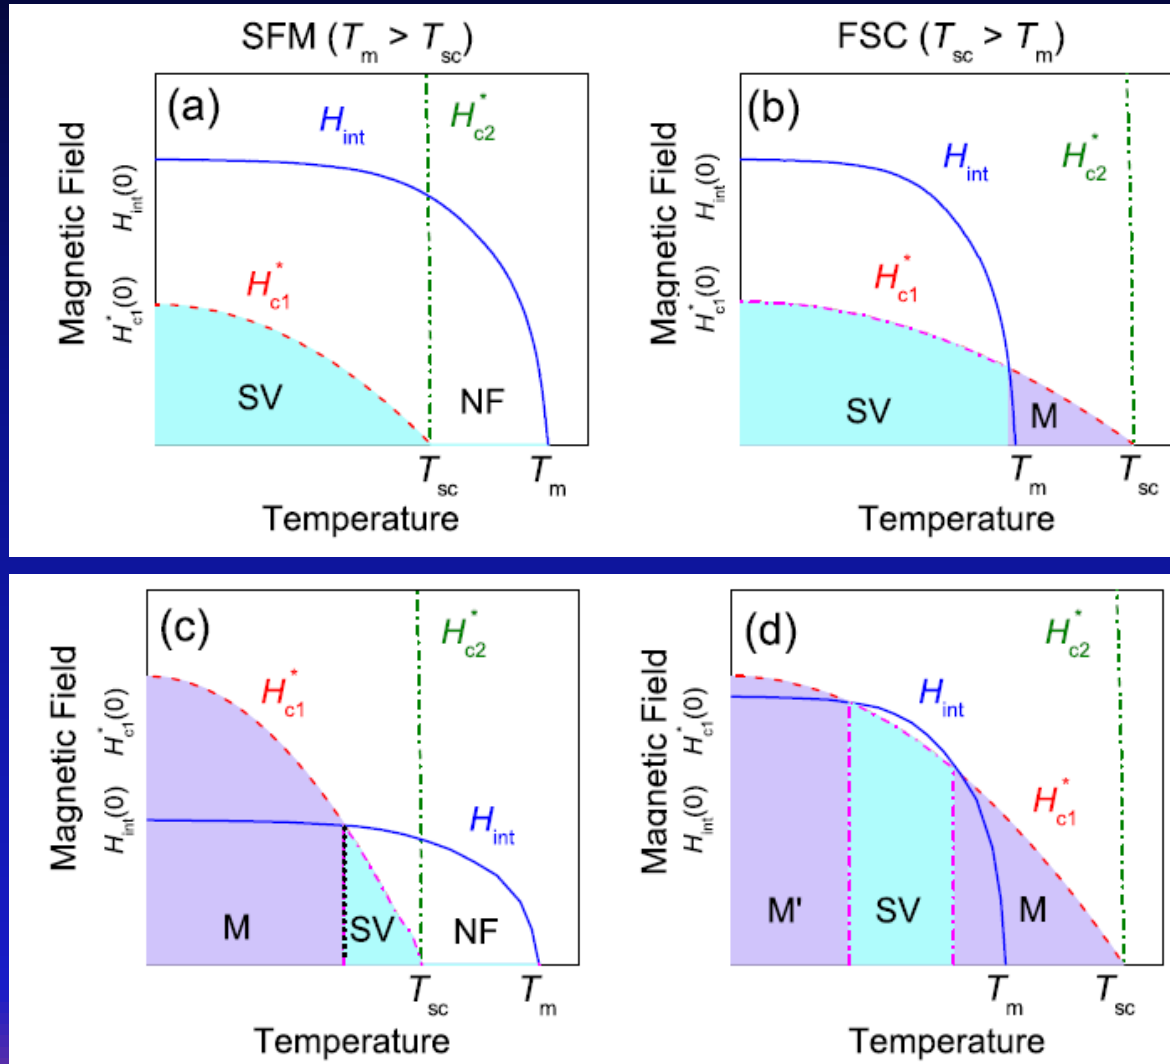 SFM (Tm > Tsc)
FSC (Tsc > Tm)
(a)
Hint
H*c2
H*c1
SV
NF
Tsc
Tm
Temperature
Magnetic Field
Hint(0)
H*c1(0)
(b)
Hint
H*c2
H*c1
SV
M
Tm
Tsc
Temperature
Magnetic Field
Hint(0)
H*c1(0)
(c)
H*c2
H*c1
Hint
M
SV
NF
Tsc
Tm
Temperature
Magnetic Field
H*c1(0)
Hint(0)
(d)
H*c2
Hint
H*c1
M'
SV
M
Tm
Tsc
Temperature
Magnetic Field
H*c1(0)
Hint(0)